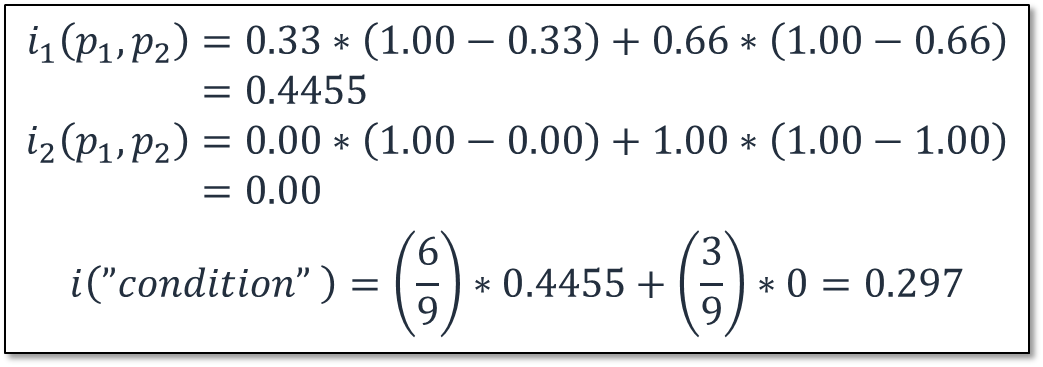 i₁(p₁, p₂) = 0.33 ∗ (1.00 − 0.33) + 0.66 ∗ (1.00 − 0.66)
= 0.4455
i₂(p₁, p₂) = 0.00 ∗ (1.00 − 0.00) + 1.00 ∗ (1.00 − 1.00)
= 0.00
i(”condition”) = (6/9) ∗ 0.4455 + (3/9) ∗ 0 = 0.297